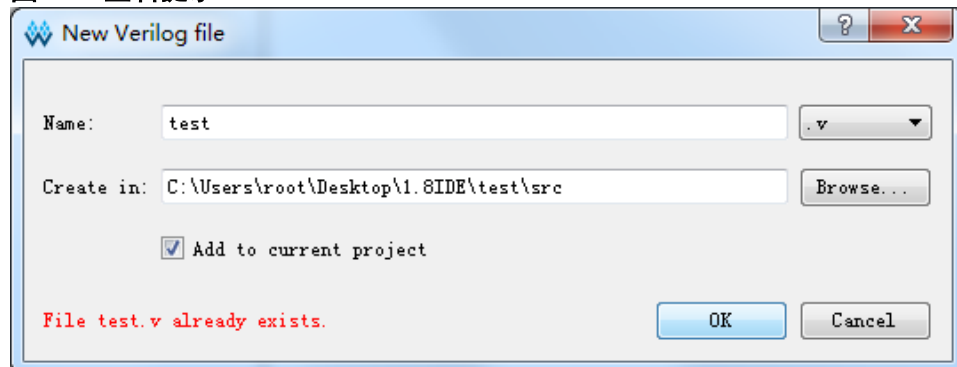 New Verilog file
Name: test .v
Create in: C:\Users\root\Desktop\1.8IDE\test\src Browse...
Add to current project
File test.v already exists. OK Cancel